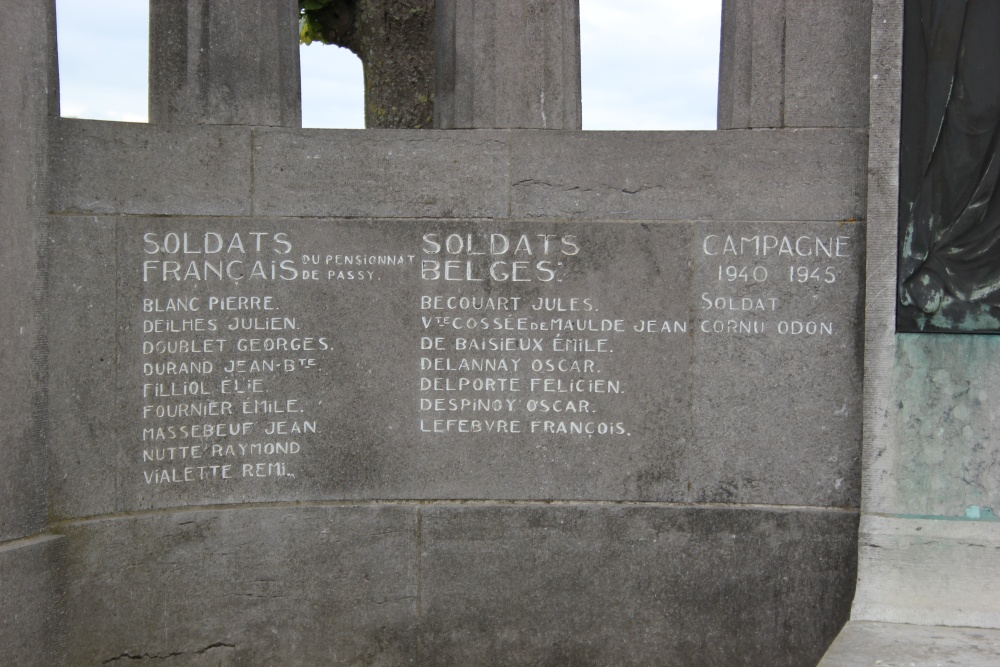 SOLDATS
FRANÇAIS DU PENSIONNAT
DE PASSY.
BLANC PIERRE.
DEILHES JULIEN.
DOUBLET GEORGES.
DURAND JEAN-Bᵀᴱ.
FILLIOL ÉLIE.
FOURNIER ÉMILE.
MASSEBEUF JEAN.
NUTTE RAYMOND
VIALETTE REMI.
SOLDATS
BELGES.
BECQUART JULES.
Vᵀᴱ COSSÉE DE MAULDE JEAN
DE BAISIEUX ÉMILE.
DELANNAY OSCAR.
DELPORTE FELICIEN.
DESPINOY OSCAR.
LEFEBVRE FRANÇOIS.
CAMPAGNE
1940 1945
SOLDAT
CORNU ODON.